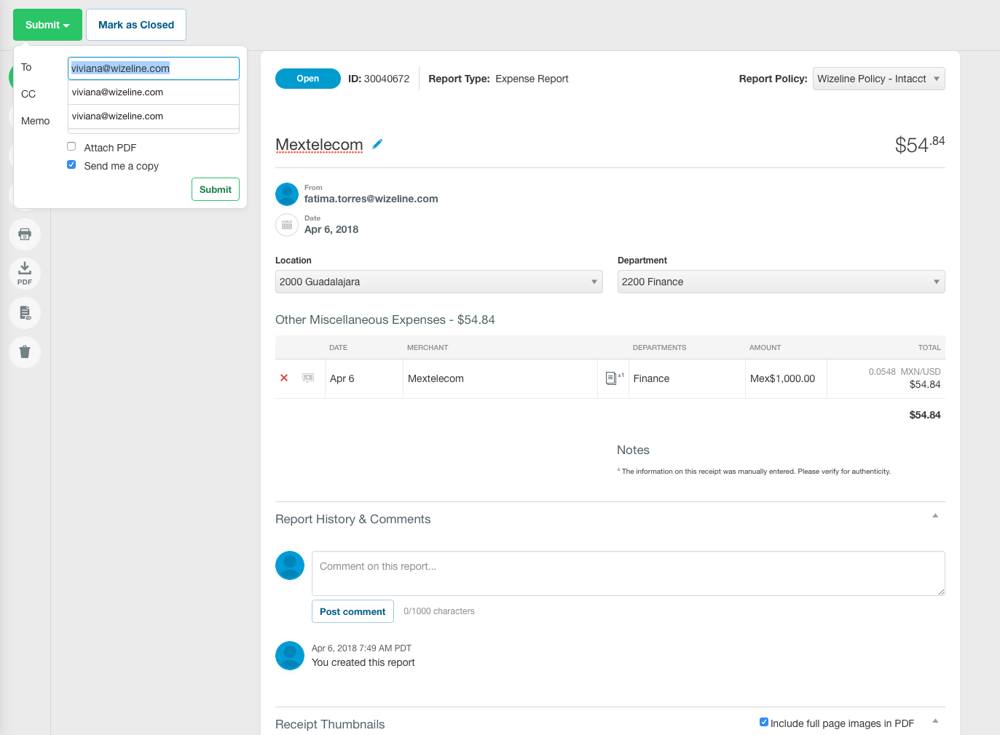 Submit
Mark as Closed
To
viviana@wizeline.com
CC
viviana@wizeline.com
viviana@wizeline.com
Memo
Attach PDF
Send me a copy
Submit
PDF
Open
ID: 30040672
Report Type: Expense Report
Report Policy: Wizeline Policy - Intacct
Mextelecom
$54.84
From
fatima.torres@wizeline.com
Date
Apr 6, 2018
Location
Department
2000 Guadalajara
2200 Finance
Other Miscellaneous Expenses - $54.84
DATE MERCHANT DEPARTMENTS AMOUNT TOTAL
Apr 6 Mextelecom ±1 Finance Mex$1,000.00 0.0548 MXN/USD
$54.84
$54.84
Notes
± The information on this receipt was manually entered. Please verify for authenticity.
Report History & Comments
Comment on this report...
Post comment
0/1000 characters
Apr 6, 2018 7:49 AM PDT
You created this report
Receipt Thumbnails
Include full page images in PDF